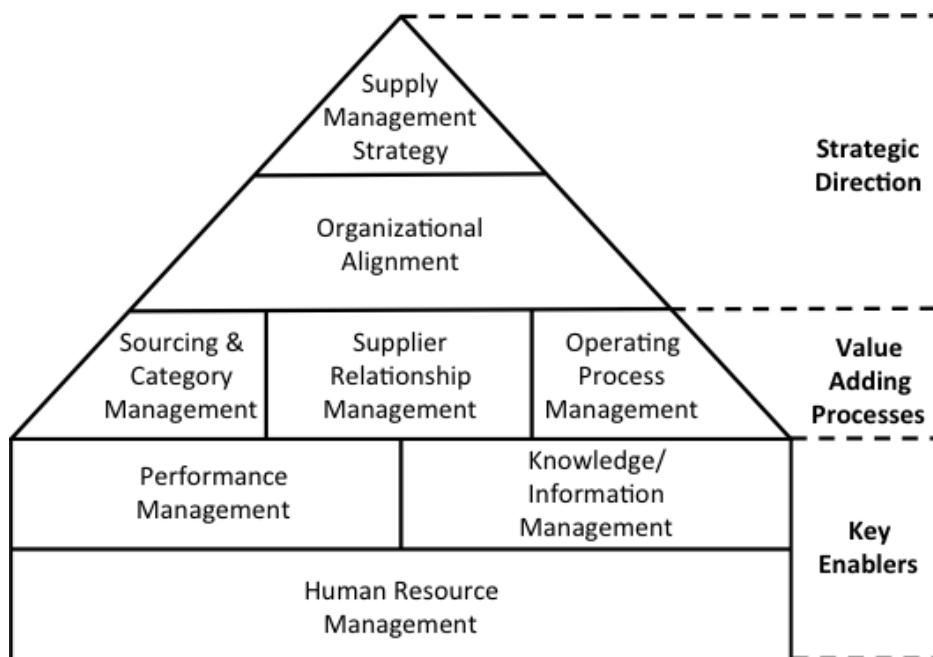 Supply
Management
Strategy
Strategic
Direction
Organizational
Alignment
Sourcing &
Category
Management
Supplier
Relationship
Management
Operating
Process
Management
Value
Adding
Processes
Performance
Management
Knowledge/
Information
Management
Key
Enablers
Human Resource
Management